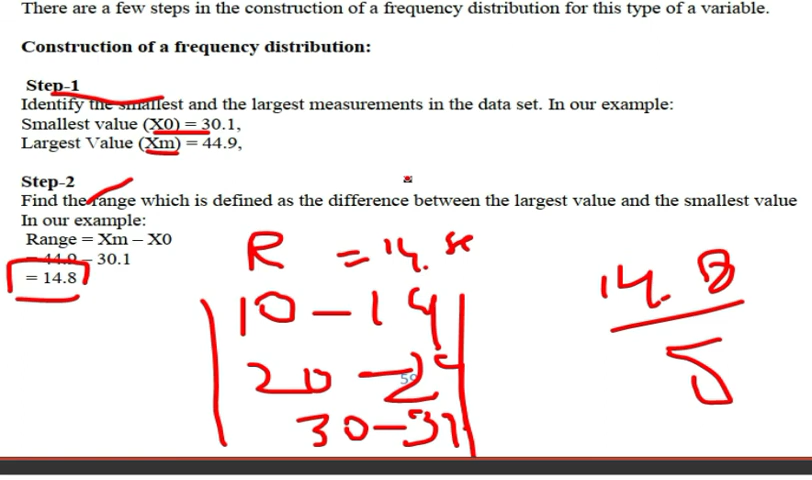 There are a few steps in the construction of a frequency distribution for this type of a variable.
Construction of a frequency distribution:
Step-1
Identify the smallest and the largest measurements in the data set. In our example:
Smallest value (X0) = 30.1,
Largest Value (Xm) = 44.9,
Step-2
Find the range which is defined as the difference between the largest value and the smallest value
In our example:
Range = Xm – X0
= 44.9 – 30.1
= 14.8
R = 14.
10 – 14
20 – 24
30 – 
14.8
5